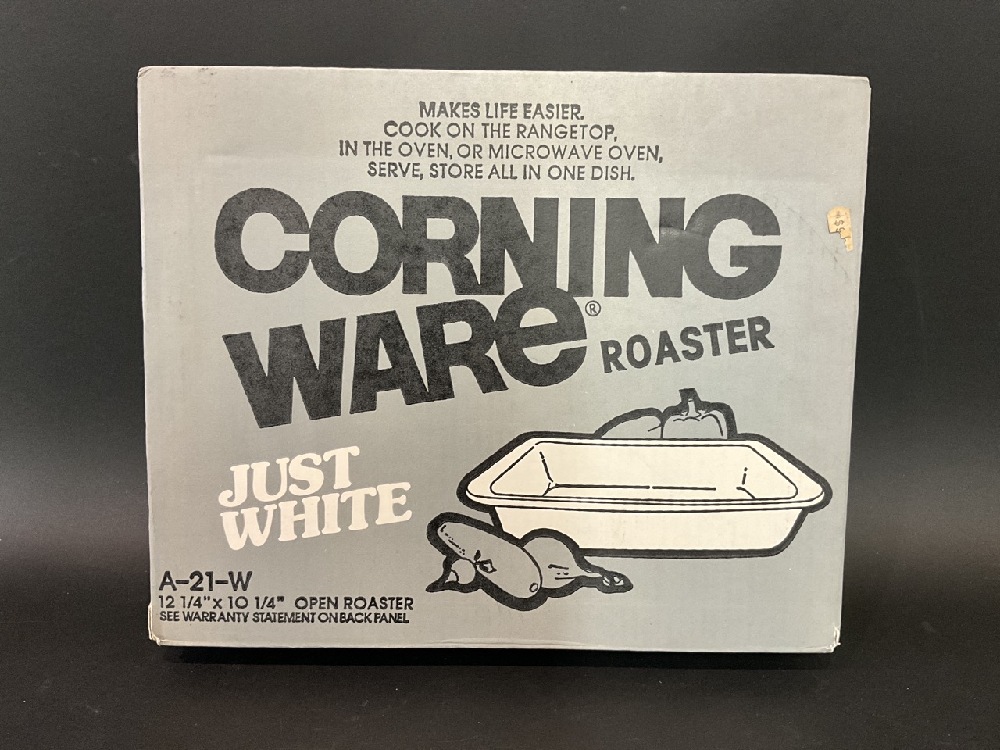 MAKES LIFE EASIER.
COOK ON THE RANGETOP,
IN THE OVEN, OR MICROWAVE OVEN,
SERVE, STORE ALL IN ONE DISH.
CORNING
WARe®
ROASTER
JUST
WHITE
A-21-W
12 1/4" x 10 1/4" OPEN ROASTER
SEE WARRANTY STATEMENT ON BACK PANEL